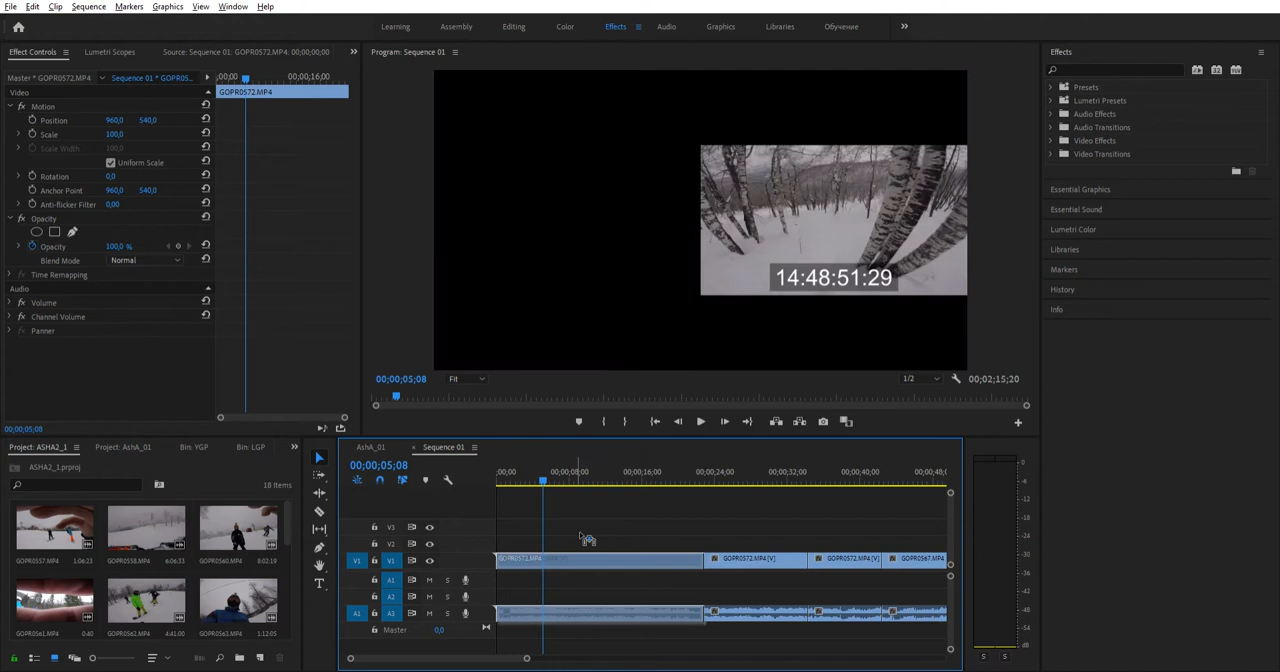 File Edit Clip Sequence Markers Graphics View Window Help
Learning Assembly Editing Color Effects Audio Graphics Libraries Обучение
Effect Controls Lumetri Scopes Source: Sequence 01: GOPR0572.MP4: 00;00;00;00
Program: Sequence 01
Effects
Master * GOPR0572.MP4 Sequence 01 * GOPR05...
;00;00 00;00;16;00
Video
GOPR0572.MP4
Motion
Position 960,0 540,0
Scale 100,0
Scale Width 100,0
Uniform Scale
Rotation 0,0
Anchor Point 960,0 540,0
Anti-flicker Filter 0,00
Opacity
Opacity 100,0 %
Blend Mode Normal
Time Remapping
Audio
Volume
Channel Volume
Panner
00;00;05;08
14:48:51:29
00;00;05;08 Fit 1/2 00;02;15;20
Presets
Lumetri Presets
Audio Effects
Audio Transitions
Video Effects
Video Transitions
Essential Graphics
Essential Sound
Lumetri Color
Libraries
Markers
History
Info
Project: ASHA2_1 Project: AshA_01 Bin: YGP Bin: LGP
ASHA2_1.prproj
18 Items
GOPR0557.MP4 1:06:23
GOPR0558.MP4 6:06:33
GOPR0560.MP4 0:02:19
GOPR0561.MP4 0:40
GOPR0562.MP4 4:41:00
GOPR0563.MP4 1:12:05
AshA_01 × Sequence 01
00;00;05;08
;00;00 00;00;08;00 00;00;16;00 00;00;24;00 00;00;32;00 00;00;40;00 00;00;48;0
V3
V2
V1 V1
GOPR0572.MP4 GOPR0572.MP4 [V] GOPR0572.MP4 [V] GOPR0567.MP4
A1 M S
A2 M S
A1 A3 M S
Master 0,0
0
-6
-12
-18
-24
-30
-36
-42
-48
-54
dB
S S